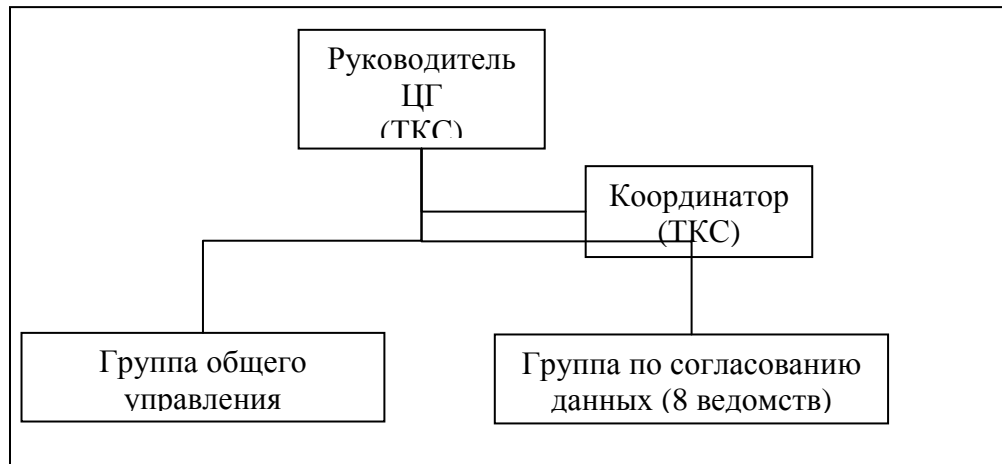 Руководитель
ЦГ
(ТКС)
Координатор
(ТКС)
Группа общего
управления
Группа по согласованию
данных (8 ведомств)